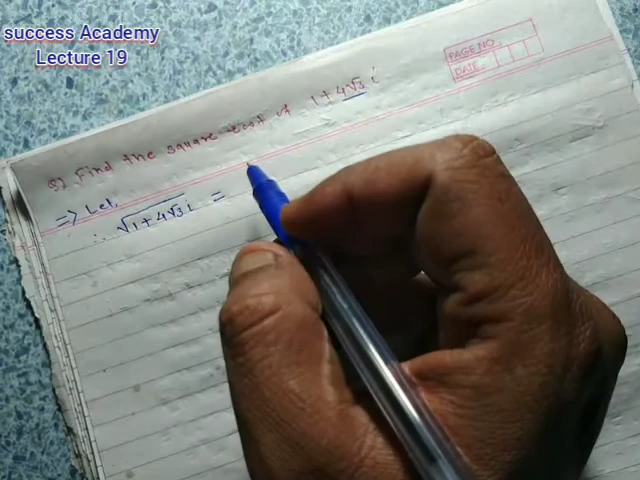 success Academy
Lecture 19
PAGE NO.
DATE
Q) Find the square root of 1 + 4√3 i
=> Let,
∴ √(1 + 4√3 i) =